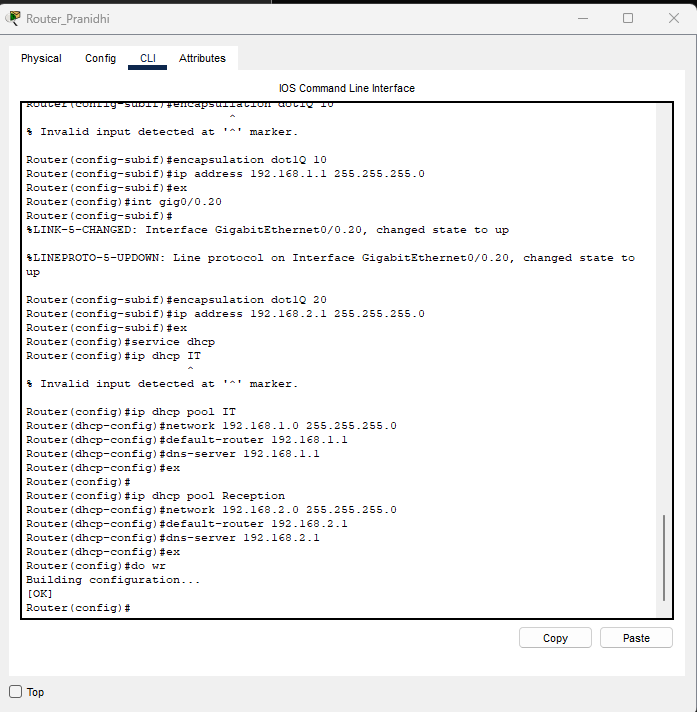 Router_Pranidhi
Physical Config CLI Attributes
IOS Command Line Interface
Router(config-subif)#encapsullation dot1Q 10
^
% Invalid input detected at '^' marker.
Router(config-subif)#encapsulation dot1Q 10
Router(config-subif)#ip address 192.168.1.1 255.255.255.0
Router(config-subif)#ex
Router(config)#int gig0/0.20
Router(config-subif)#
%LINK-5-CHANGED: Interface GigabitEthernet0/0.20, changed state to up
%LINEPROTO-5-UPDOWN: Line protocol on Interface GigabitEthernet0/0.20, changed state to
up
Router(config-subif)#encapsulation dot1Q 20
Router(config-subif)#ip address 192.168.2.1 255.255.255.0
Router(config-subif)#ex
Router(config)#service dhcp
Router(config)#ip dhcp IT
^
% Invalid input detected at '^' marker.
Router(config)#ip dhcp pool IT
Router(dhcp-config)#network 192.168.1.0 255.255.255.0
Router(dhcp-config)#default-router 192.168.1.1
Router(dhcp-config)#dns-server 192.168.1.1
Router(dhcp-config)#ex
Router(config)#
Router(config)#ip dhcp pool Reception
Router(dhcp-config)#network 192.168.2.0 255.255.255.0
Router(dhcp-config)#default-router 192.168.2.1
Router(dhcp-config)#dns-server 192.168.2.1
Router(dhcp-config)#ex
Router(config)#do wr
Building configuration...
[OK]
Router(config)#
Copy Paste
Top